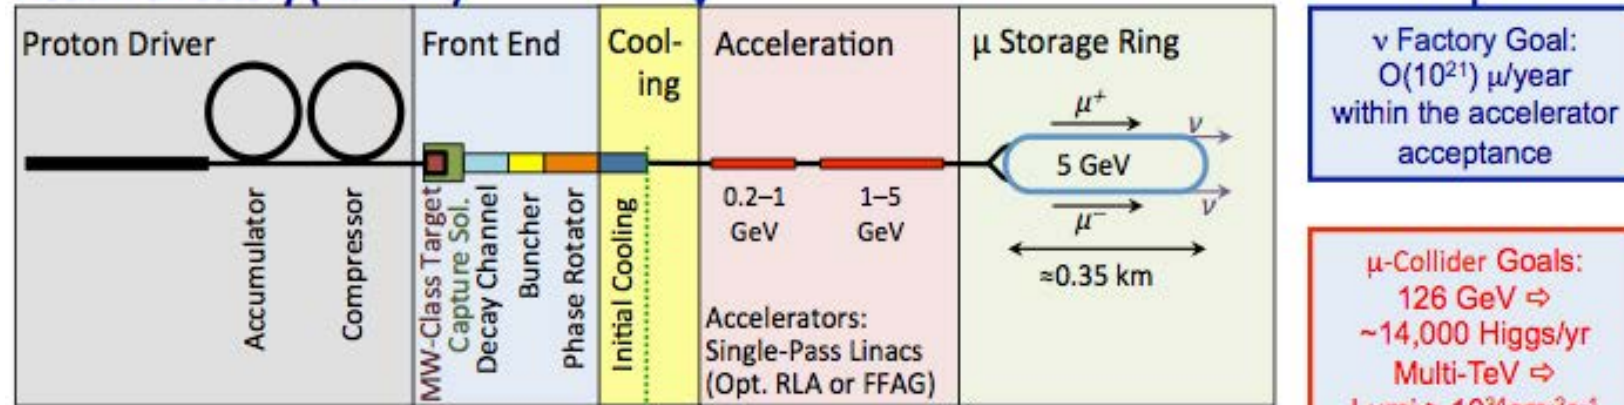 Proton Driver
Accumulator
Compressor
Front End
MW-Class Target
Capture Sol.
Decay Channel
Buncher
Phase Rotator
Cool-
ing
Initial Cooling
Acceleration
0.2–1
GeV
1–5
GeV
Accelerators:
Single-Pass Linacs
(Opt. RLA or FFAG)
μ Storage Ring
μ⁺
ν
5 GeV
μ⁻
ν
≈0.35 km
ν Factory Goal:
O(10²¹) μ/year
within the accelerator
acceptance
μ-Collider Goals:
126 GeV ⇨
~14,000 Higgs/yr
Multi-TeV ⇨